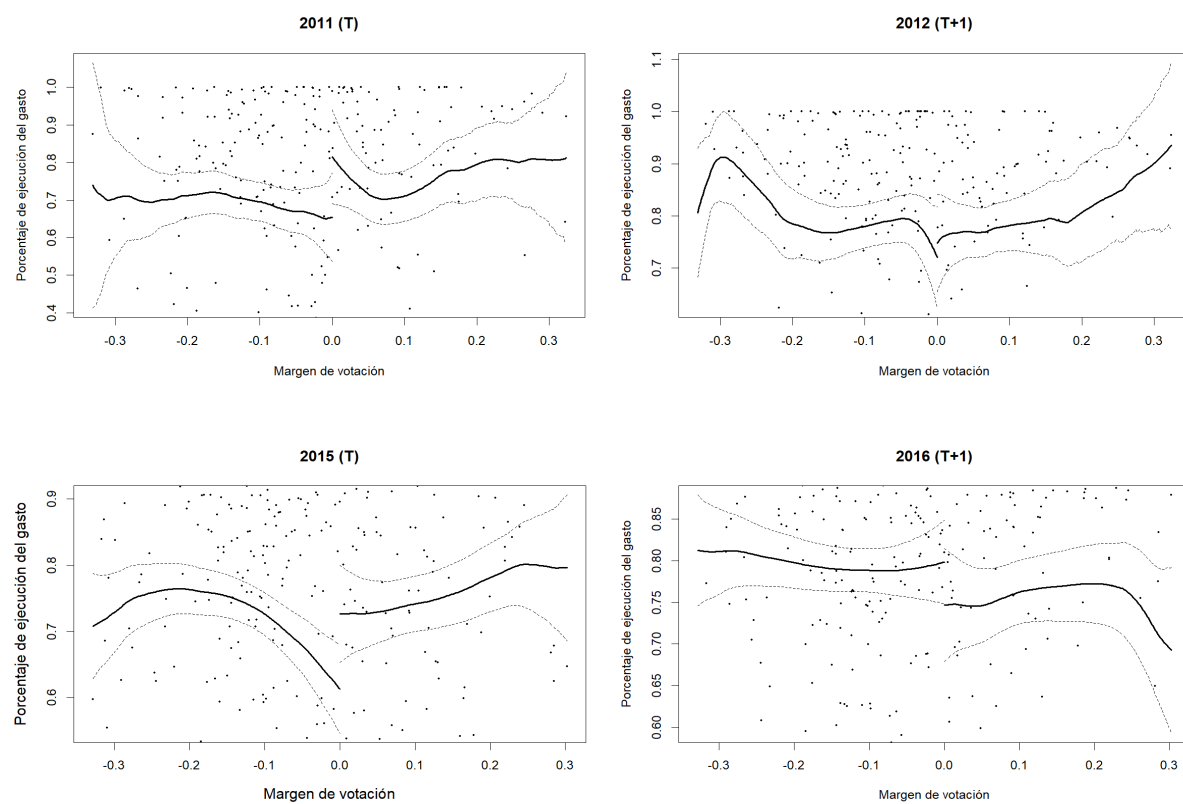 2011 (T)
Porcentaje de ejecución del gasto
0.4 0.5 0.6 0.7 0.8 0.9 1.0
-0.3 -0.2 -0.1 0.0 0.1 0.2 0.3
Margen de votación
2012 (T+1)
Porcentaje de ejecución del gasto
0.7 0.8 0.9 1.0 1.1
-0.3 -0.2 -0.1 0.0 0.1 0.2 0.3
Margen de votación
2015 (T)
Porcentaje de ejecución del gasto
0.6 0.7 0.8 0.9
-0.3 -0.2 -0.1 0.0 0.1 0.2 0.3
Margen de votación
2016 (T+1)
Porcentaje de ejecución del gasto
0.60 0.65 0.70 0.75 0.80 0.85
-0.3 -0.2 -0.1 0.0 0.1 0.2 0.3
Margen de votación